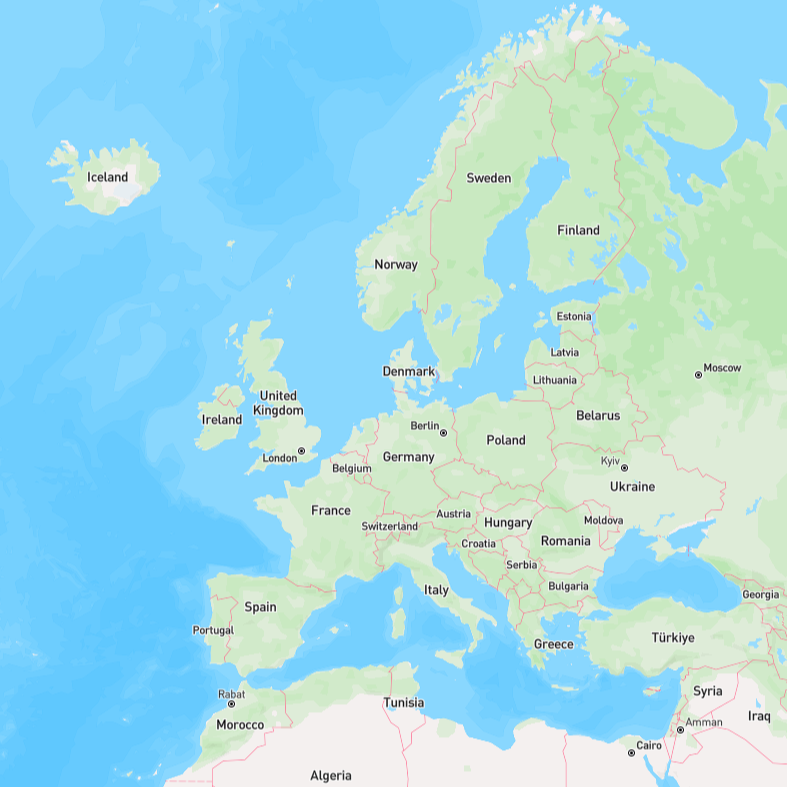 Iceland
Sweden
Finland
Norway
Estonia
Latvia
Moscow
Denmark
Lithuania
United
Kingdom
Ireland
Belarus
Berlin
Poland
London
Germany
Kyiv
Belgium
Ukraine
France
Austria
Switzerland
Hungary
Moldova
Croatia
Romania
Serbia
Italy
Bulgaria
Georgia
Spain
Portugal
Greece
Türkiye
Rabat
Tunisia
Syria
Morocco
Amman
Iraq
Cairo
Algeria